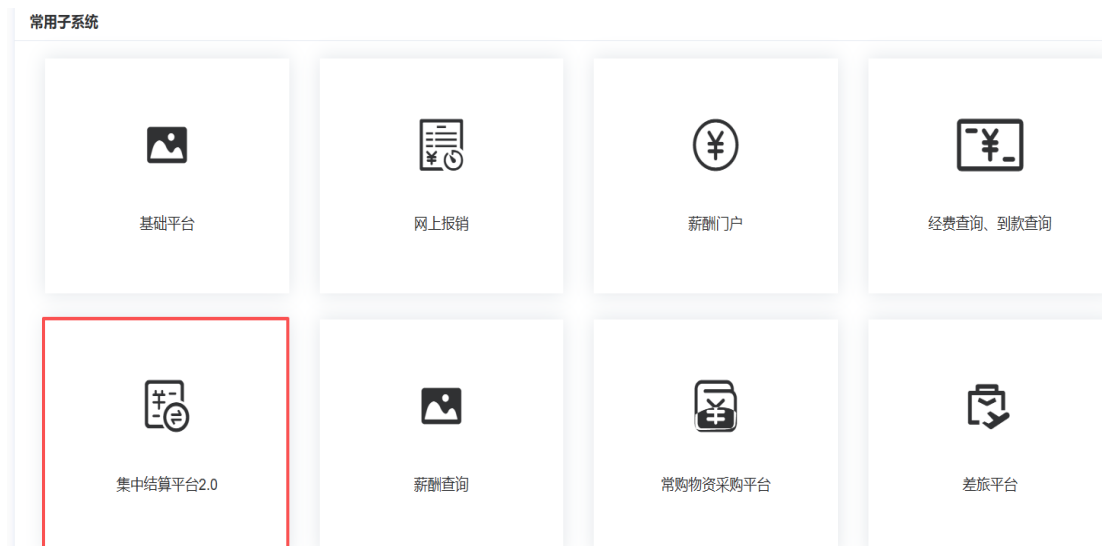 常用子系统
基础平台
网上报销
薪酬门户
经费查询、到款查询
集中结算平台2.0
薪酬查询
常购物资采购平台
差旅平台